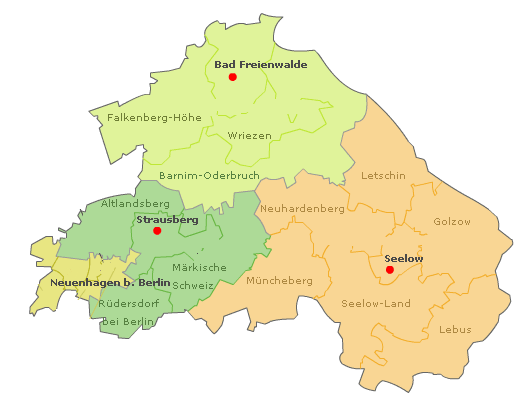 Bad Freienwalde
Falkenberg-Höhe
Wriezen
Barnim-Oderbruch
Letschin
Altlandsberg
Neuhardenberg
Strausberg
Golzow
Seelow
Märkische
Schweiz
Neuenhagen b. Berlin
Müncheberg
Rüdersdorf
Bei Berlin
Seelow-Land
Lebus